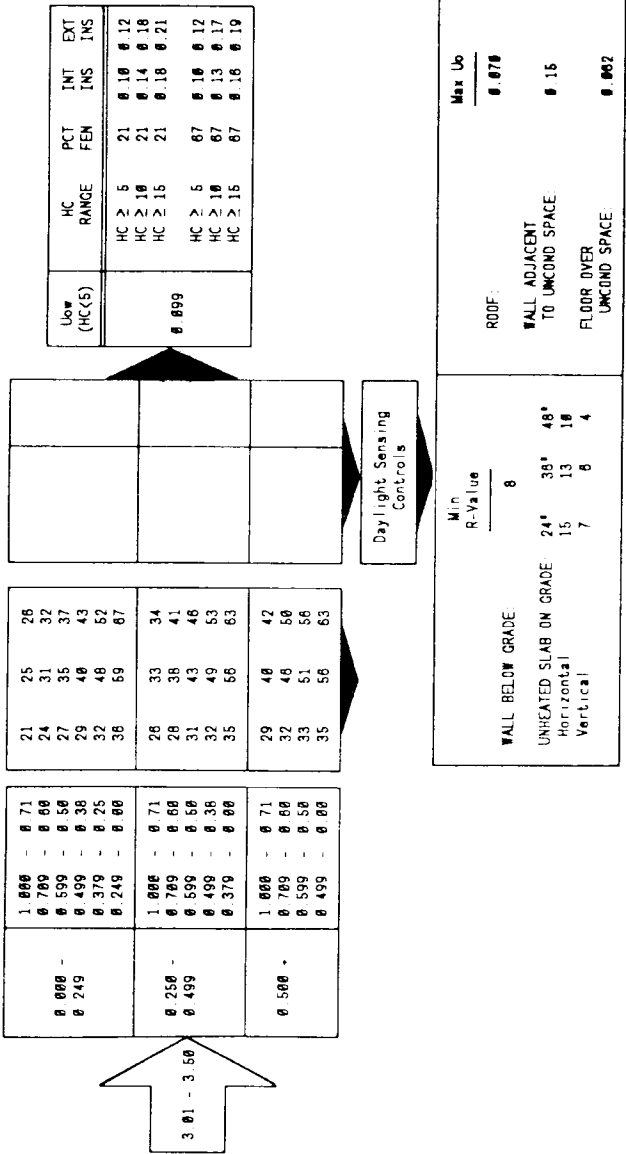 3.01 - 3.50
0.000 -
0.249
1.000 - 0.71
0.709 - 0.60
0.599 - 0.50
0.499 - 0.38
0.379 - 0.25
0.249 - 0.00
21 25 26
24 31 32
27 35 37
29 40 43
32 48 52
36 59 67
0.250 -
0.499
1.000 - 0.71
0.709 - 0.60
0.599 - 0.50
0.499 - 0.38
0.379 - 0.00
26 33 34
28 38 41
31 43 46
32 49 53
35 56 63
0.500 +
1.000 - 0.71
0.709 - 0.60
0.599 - 0.50
0.499 - 0.00
29 40 42
32 46 50
33 51 56
35 56 63
Uow
(HC<5)
HC
RANGE
PCT
FEN
INT
INS
EXT
INS
0.099
HC ≥ 5 21 0.10 0.12
HC ≥ 10 21 0.14 0.18
HC ≥ 15 21 0.18 0.21
HC ≥ 5 67 0.10 0.12
HC ≥ 10 67 0.13 0.17
HC ≥ 15 67 0.16 0.19
Daylight Sensing
Controls
Min
R-Value
WALL BELOW GRADE: 8
UNHEATED SLAB ON GRADE: 24" 36" 48"
Horizontal 15 13 10
Vertical 7 6 4
Max Uo
ROOF: 0.070
WALL ADJACENT
TO UNCOND SPACE: 0.15
FLOOR OVER
UNCOND SPACE: 0.062